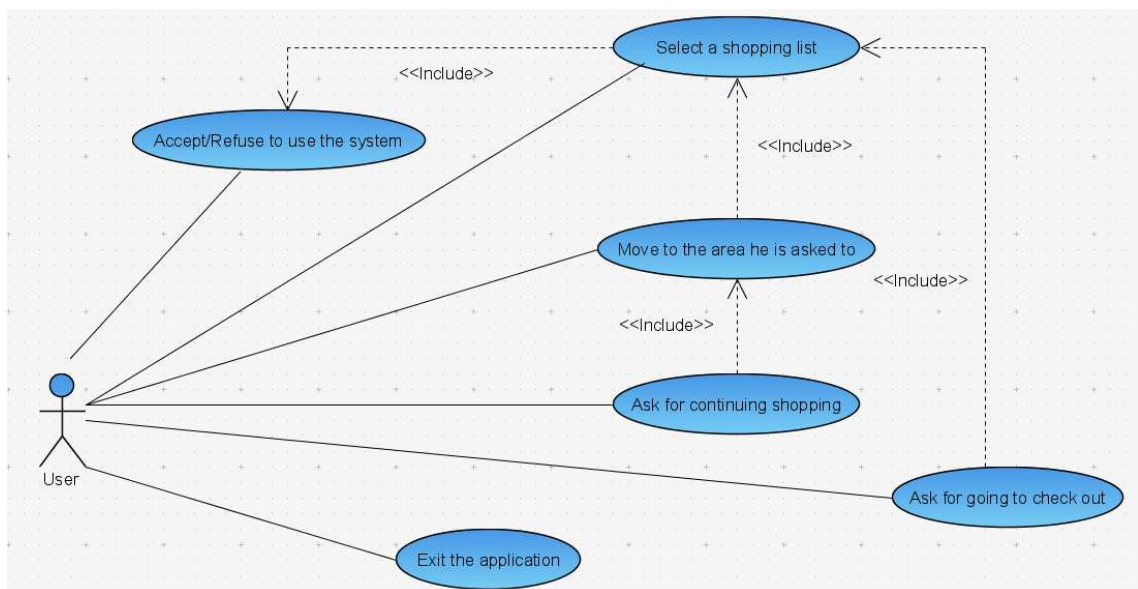 Select a shopping list
<<Include>>
Accept/Refuse to use the system
<<Include>>
Move to the area he is asked to
<<Include>>
<<Include>>
Ask for continuing shopping
User
Ask for going to check out
Exit the application